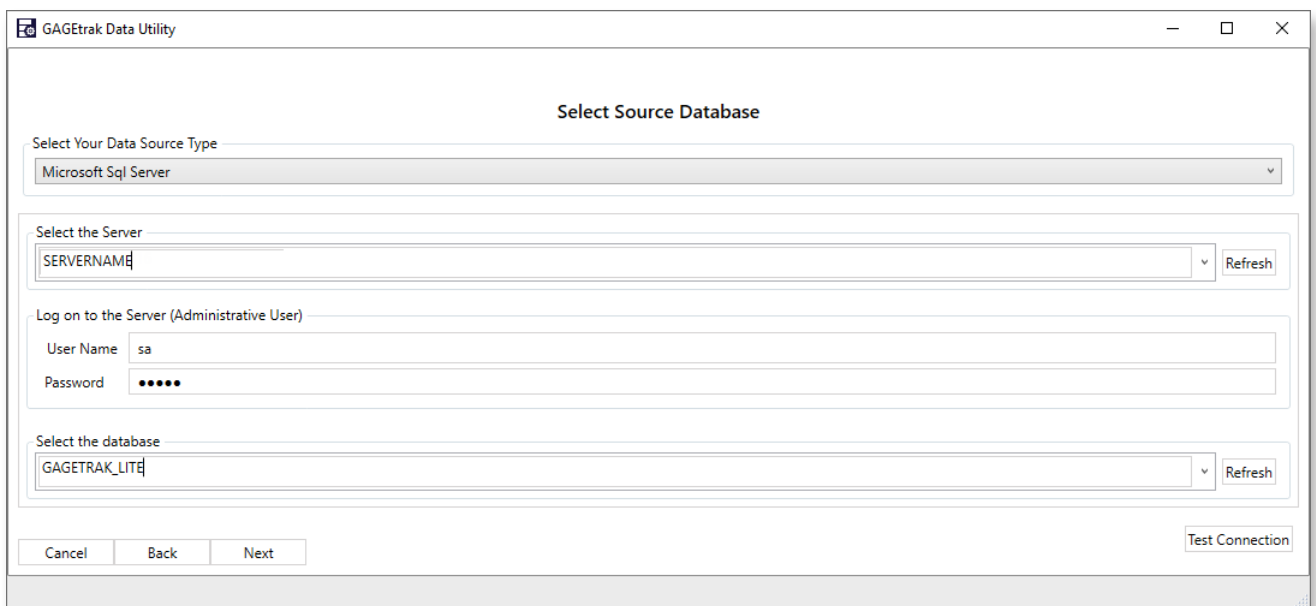 GAGEtrak Data Utility
Select Source Database
Select Your Data Source Type
Microsoft Sql Server
Select the Server
SERVERNAME
Refresh
Log on to the Server (Administrative User)
User Name sa
Password •••••
Select the database
GAGETRAK_LITE
Refresh
Test Connection
Cancel Back Next